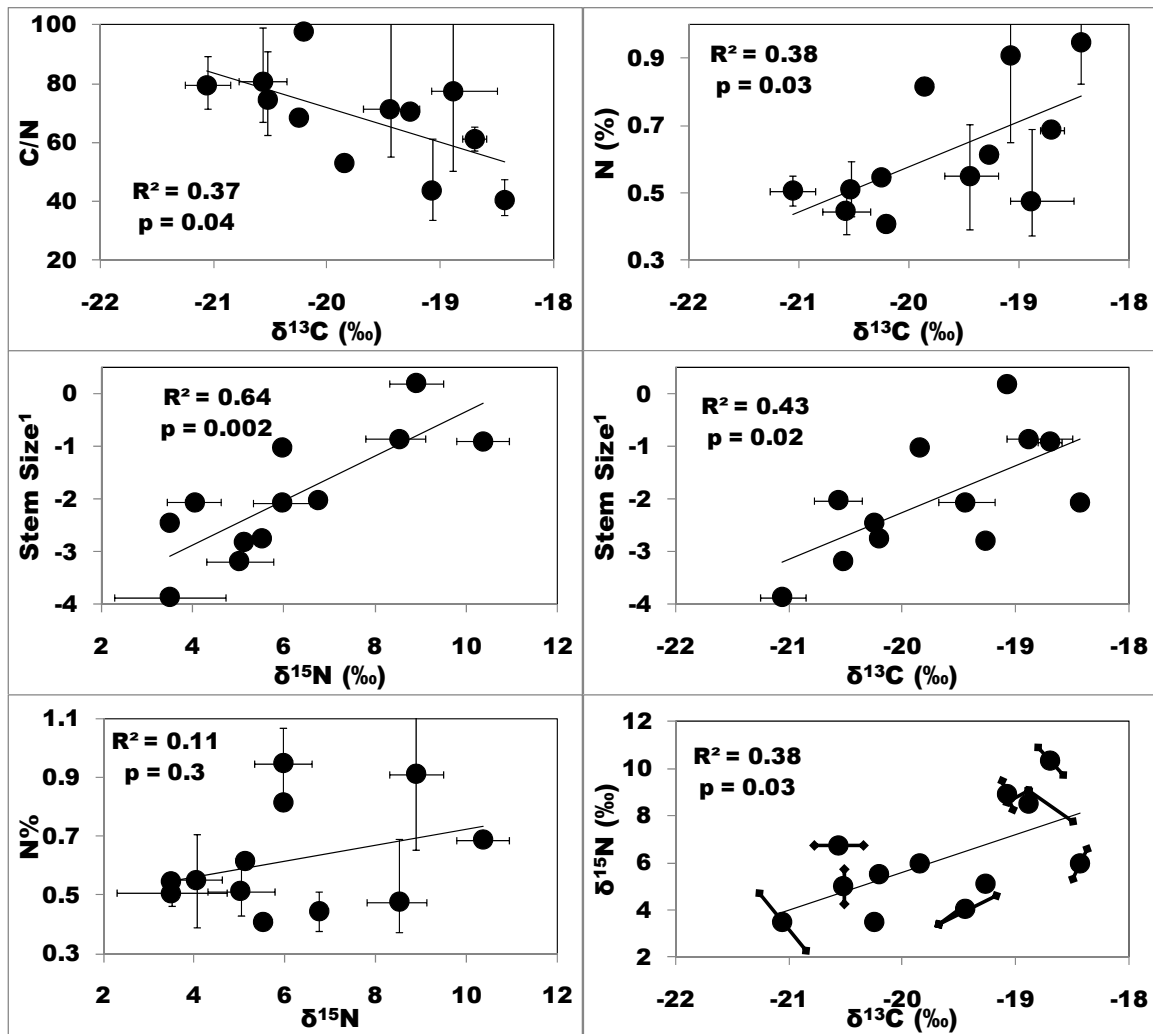 100
80
60
40
20
C/N
R² = 0.37
p = 0.04
-22 -21 -20 -19 -18
δ¹³C (‰)
0.9
0.7
0.5
0.3
N (%)
R² = 0.38
p = 0.03
-22 -21 -20 -19 -18
δ¹³C (‰)
0
-1
-2
-3
-4
Stem Size¹
R² = 0.64
p = 0.002
2 4 6 8 10 12
δ¹⁵N (‰)
0
-1
-2
-3
-4
Stem Size¹
R² = 0.43
p = 0.02
-22 -21 -20 -19 -18
δ¹³C (‰)
1.1
0.9
0.7
0.5
0.3
N%
R² = 0.11
p = 0.3
2 4 6 8 10 12
δ¹⁵N
12
10
8
6
4
2
δ¹⁵N (‰)
R² = 0.38
p = 0.03
-22 -21 -20 -19 -18
δ¹³C (‰)